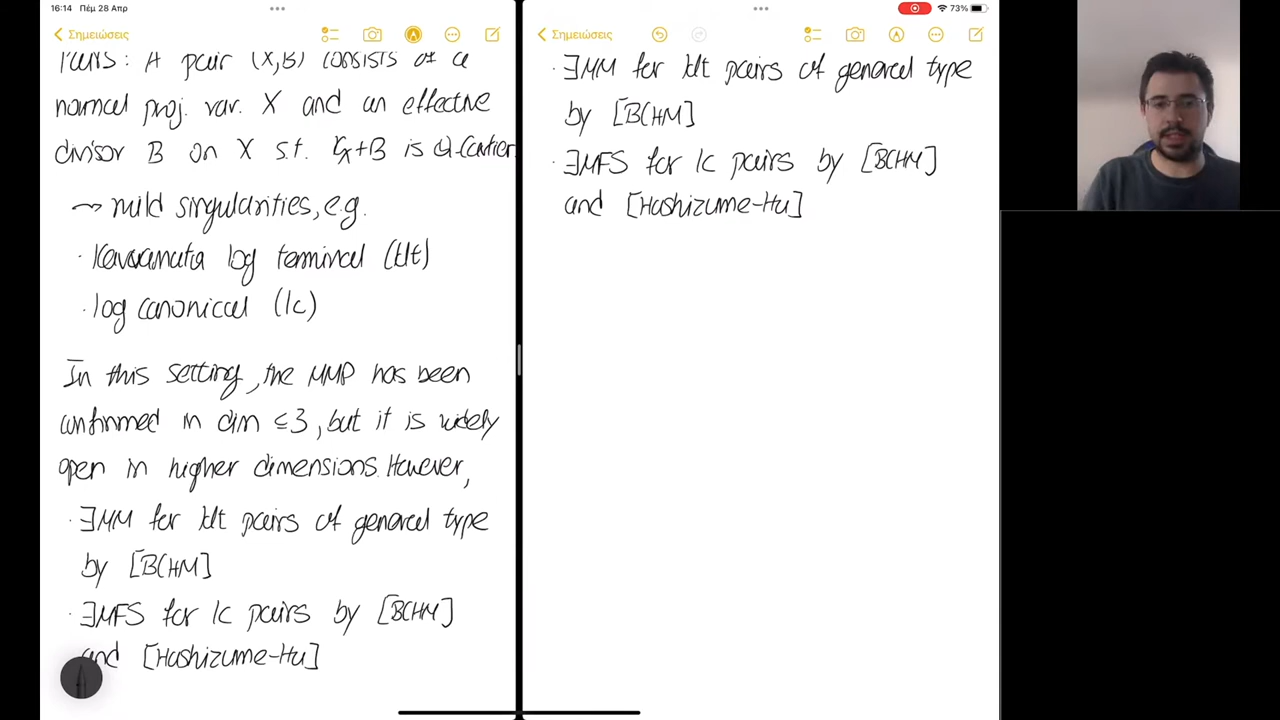 16:14 Πέμ 28 Απρ
73%
Σημειώσεις
Pairs: A pair (X,B) consists of a
normal proj. var. X and an effective
divisor B on X s.t. Kx+B is Q-Cartier.
⇝ mild singularities, e.g.
· Kawamata log terminal (klt)
· log canonical (lc)
In this setting, the MMP has been
confirmed in dim ≤3, but it is widely
open in higher dimensions. However,
· ∃MM for klt pairs of general type
by [BCHM]
· ∃MFS for lc pairs by [BCHM]
and [Hashizume-Hu]
Σημειώσεις
· ∃MM for klt pairs of general type
by [BCHM]
· ∃MFS for lc pairs by [BCHM]
and [Hashizume-Hu]